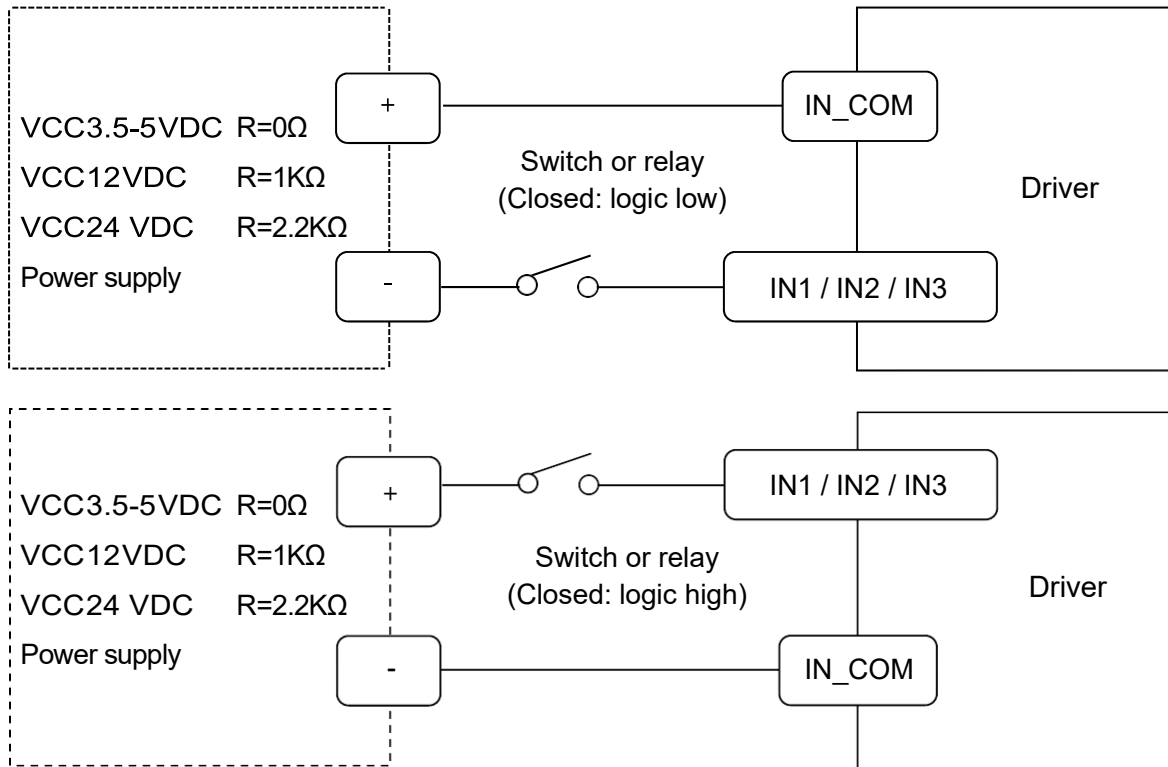 +
IN_COM
VCC3.5-5VDC R=0Ω
Switch or relay
(Closed: logic low)
VCC12VDC R=1KΩ
Driver
VCC24 VDC R=2.2KΩ
Power supply
-
IN1 / IN2 / IN3
+
IN1 / IN2 / IN3
VCC3.5-5VDC R=0Ω
VCC12VDC R=1KΩ
Switch or relay
(Closed: logic high)
Driver
VCC24 VDC R=2.2KΩ
Power supply
-
IN_COM